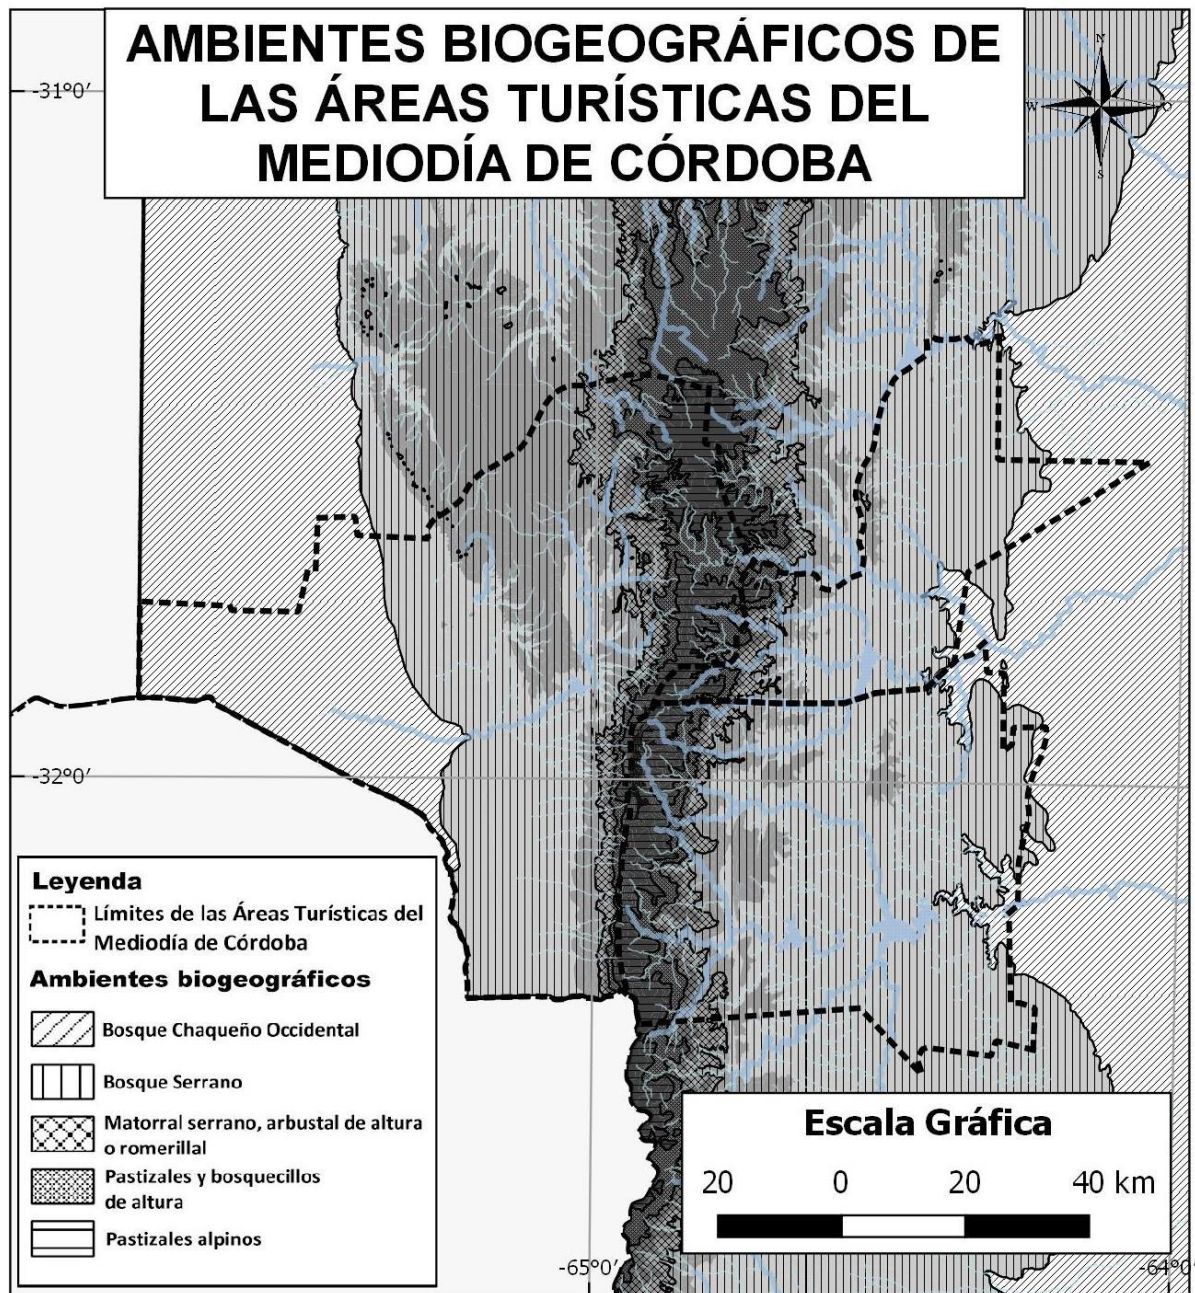 AMBIENTES BIOGEOGRÁFICOS DE
LAS ÁREAS TURÍSTICAS DEL
MEDIODÍA DE CÓRDOBA
N
W
O
S
-31°0′
-32°0′
Leyenda
Límites de las Áreas Turísticas del
Mediodía de Córdoba
Ambientes biogeográficos
Bosque Chaqueño Occidental
Bosque Serrano
Matorral serrano, arbustal de altura
o romerillal
Pastizales y bosquecillos
de altura
Pastizales alpinos
Escala Gráfica
20 0 20 40 km
-65°0′
-64°0′